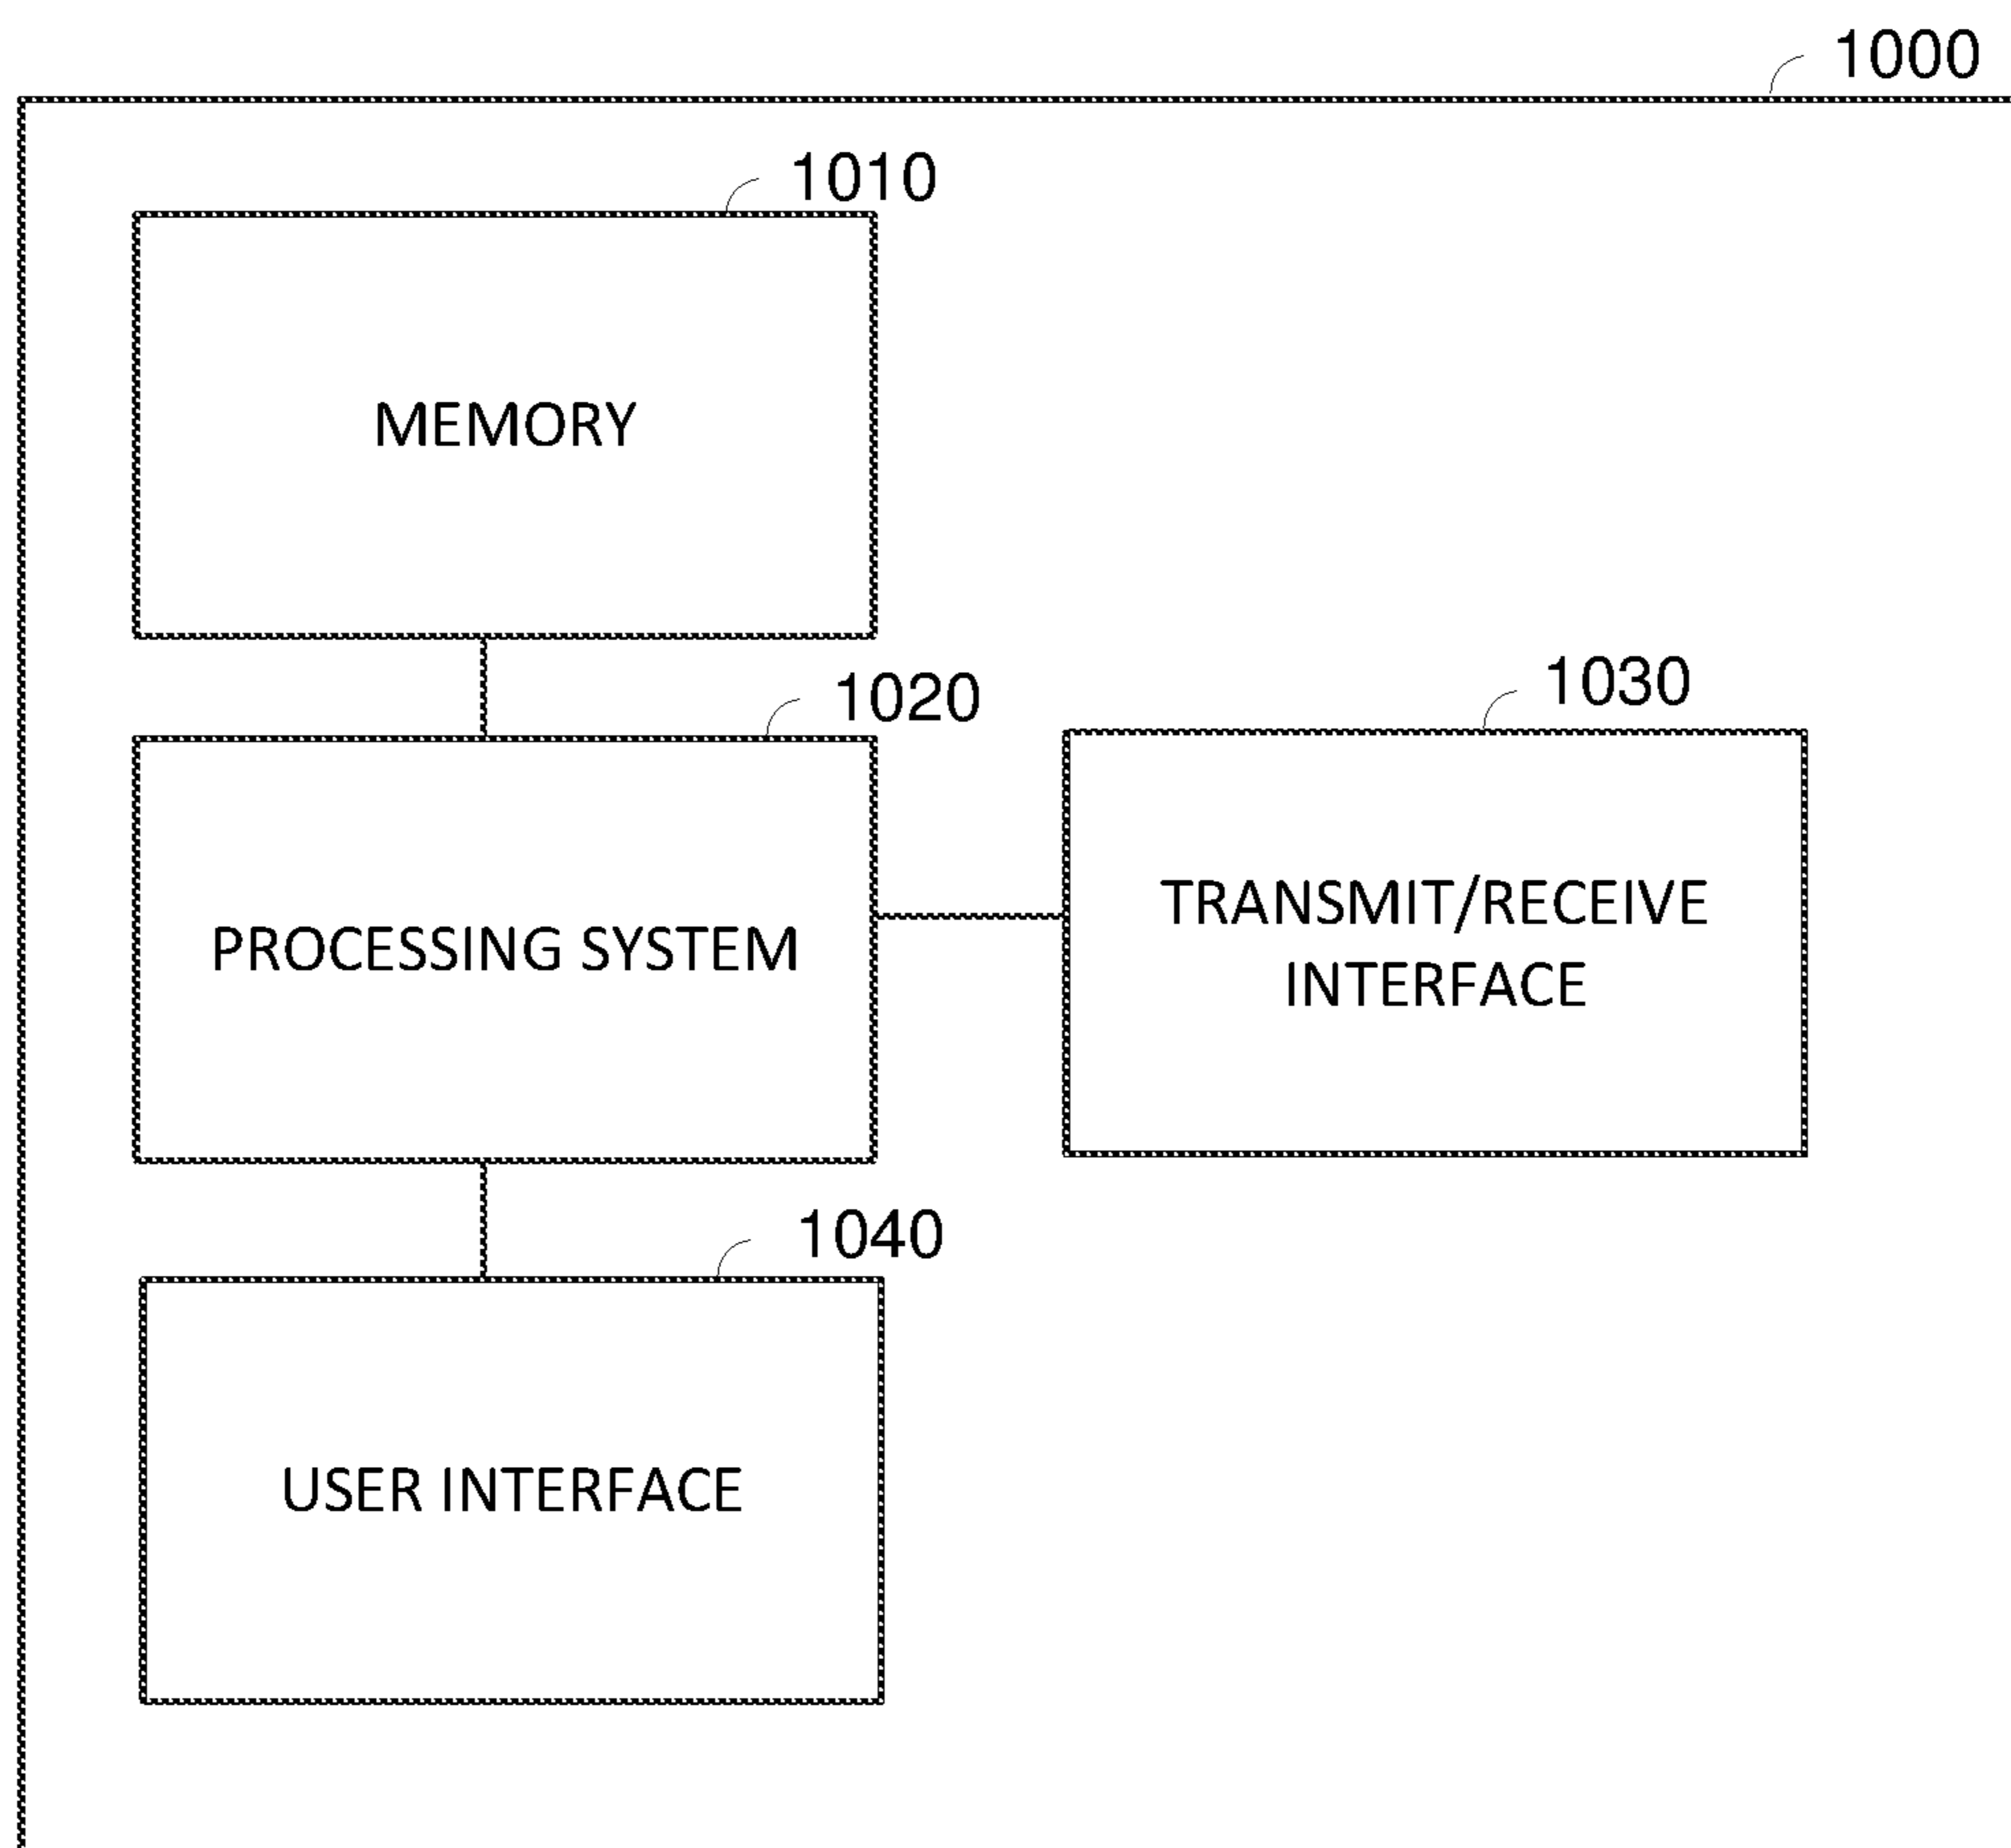 1000
1010
MEMORY
1020
1030
PROCESSING SYSTEM
TRANSMIT/RECEIVE
INTERFACE
1040
USER INTERFACE